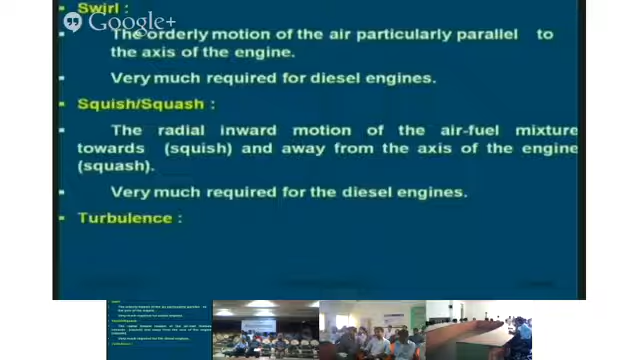 Swirl :
Google+
The orderly motion of the air particularly parallel to
the axis of the engine.
Very much required for diesel engines.
Squish/Squash :
The radial inward motion of the air-fuel mixture
towards (squish) and away from the axis of the engine
(squash).
Very much required for the diesel engines.
Turbulence :